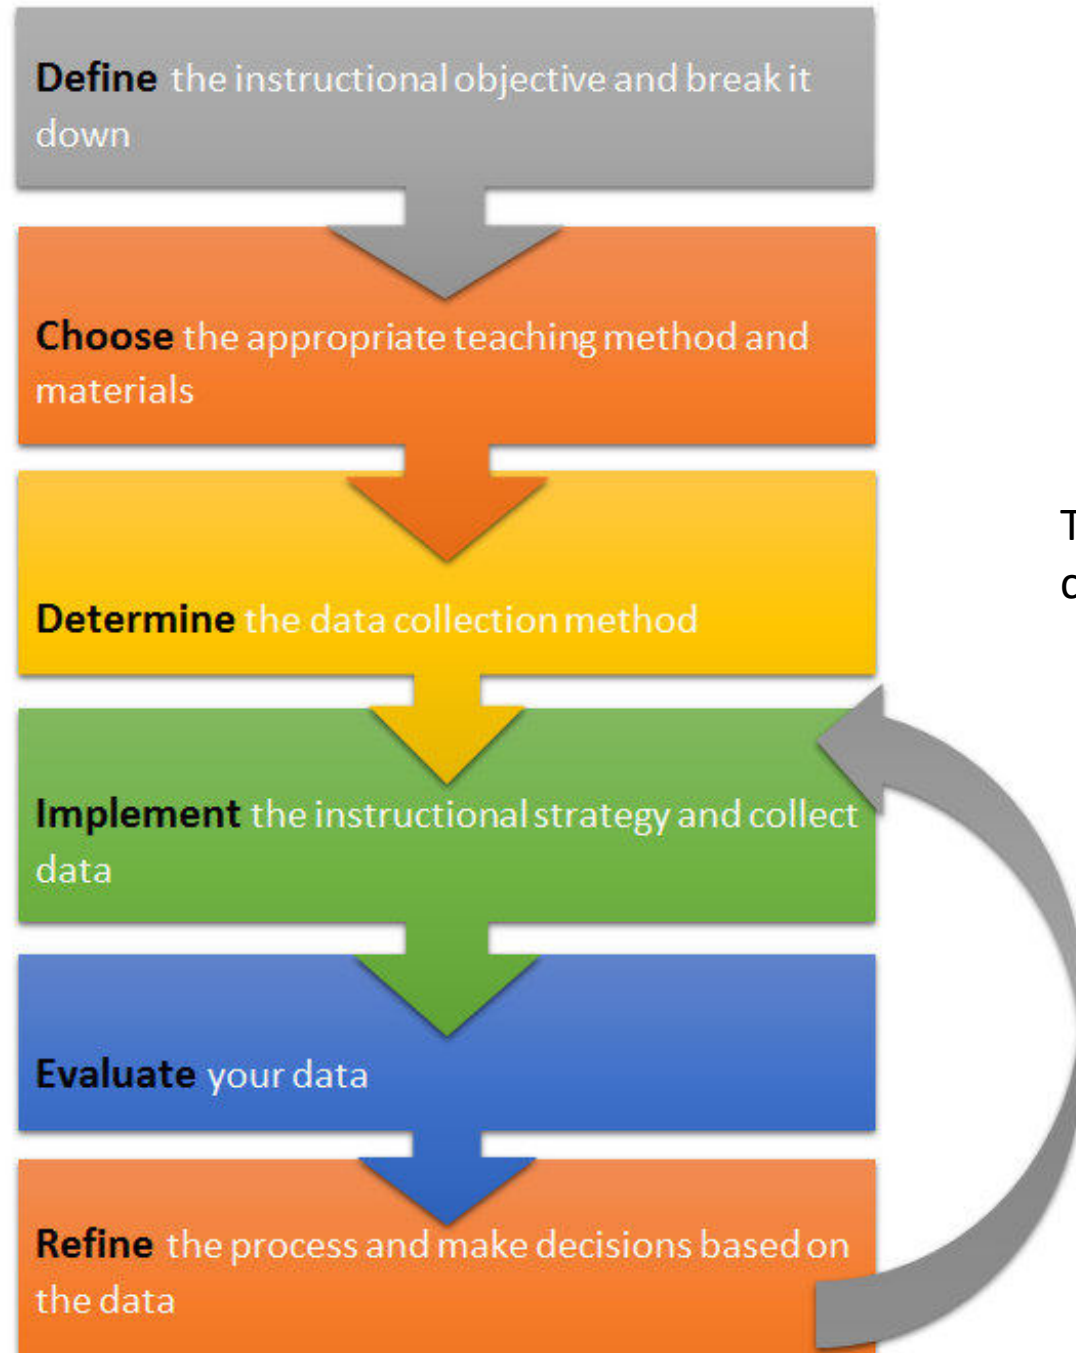 Define the instructional objective and break it
down
Choose the appropriate teaching method and
materials
Determine the data collection method
Implement the instructional strategy and collect
data
Evaluate your data
Refine the process and make decisions based on
the data